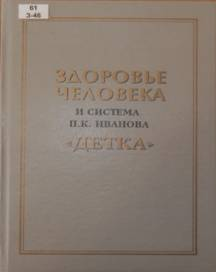 61
З-46
ЗДОРОВЬЕ
ЧЕЛОВЕКА
И СИСТЕМА
П.К. ИВАНОВА
«ДЕТКА»